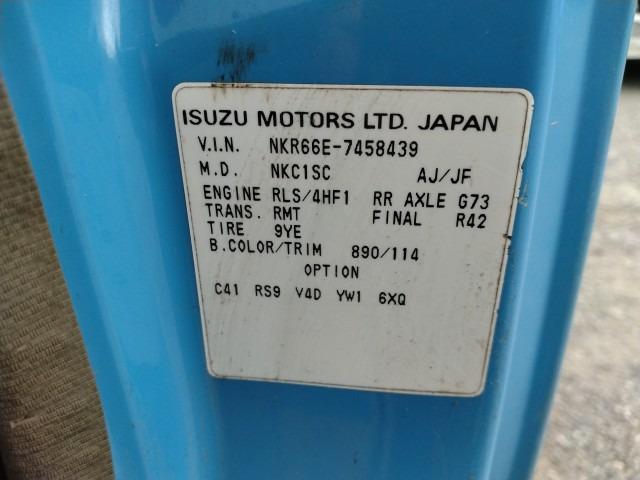 ISUZU MOTORS LTD. JAPAN
V.I.N. NKR66E-7458439
M.D. NKC1SC AJ/JF
ENGINE RLS/4HF1 RR AXLE G73
TRANS. RMT FINAL R42
TIRE 9YE
B.COLOR/TRIM 890/114
OPTION
C41 RS9 V4D YW1 6XQ